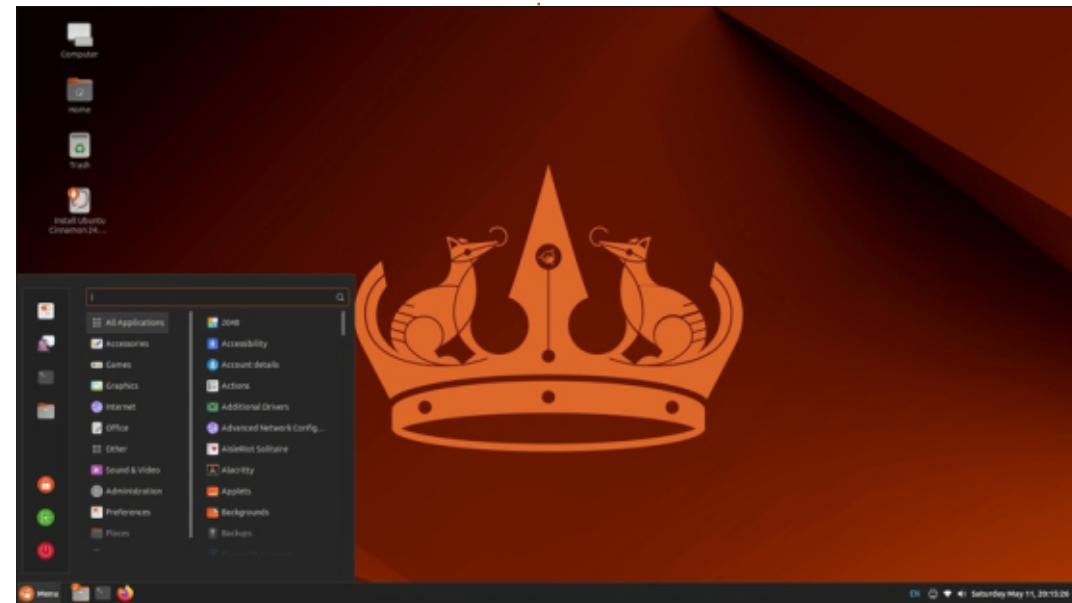 Computer
Home
Trash
Install Ubuntu
Cinnamon 24....
All Applications
Accessories
Games
Graphics
Internet
Office
Other
Sound & Video
Administration
Preferences
Places
2048
Accessibility
Account details
Actions
Additional Drivers
Advanced Network Config...
AisleRiot Solitaire
Alacritty
Applets
Backgrounds
Backups
Menu
EN
Saturday May 11, 20:15:26